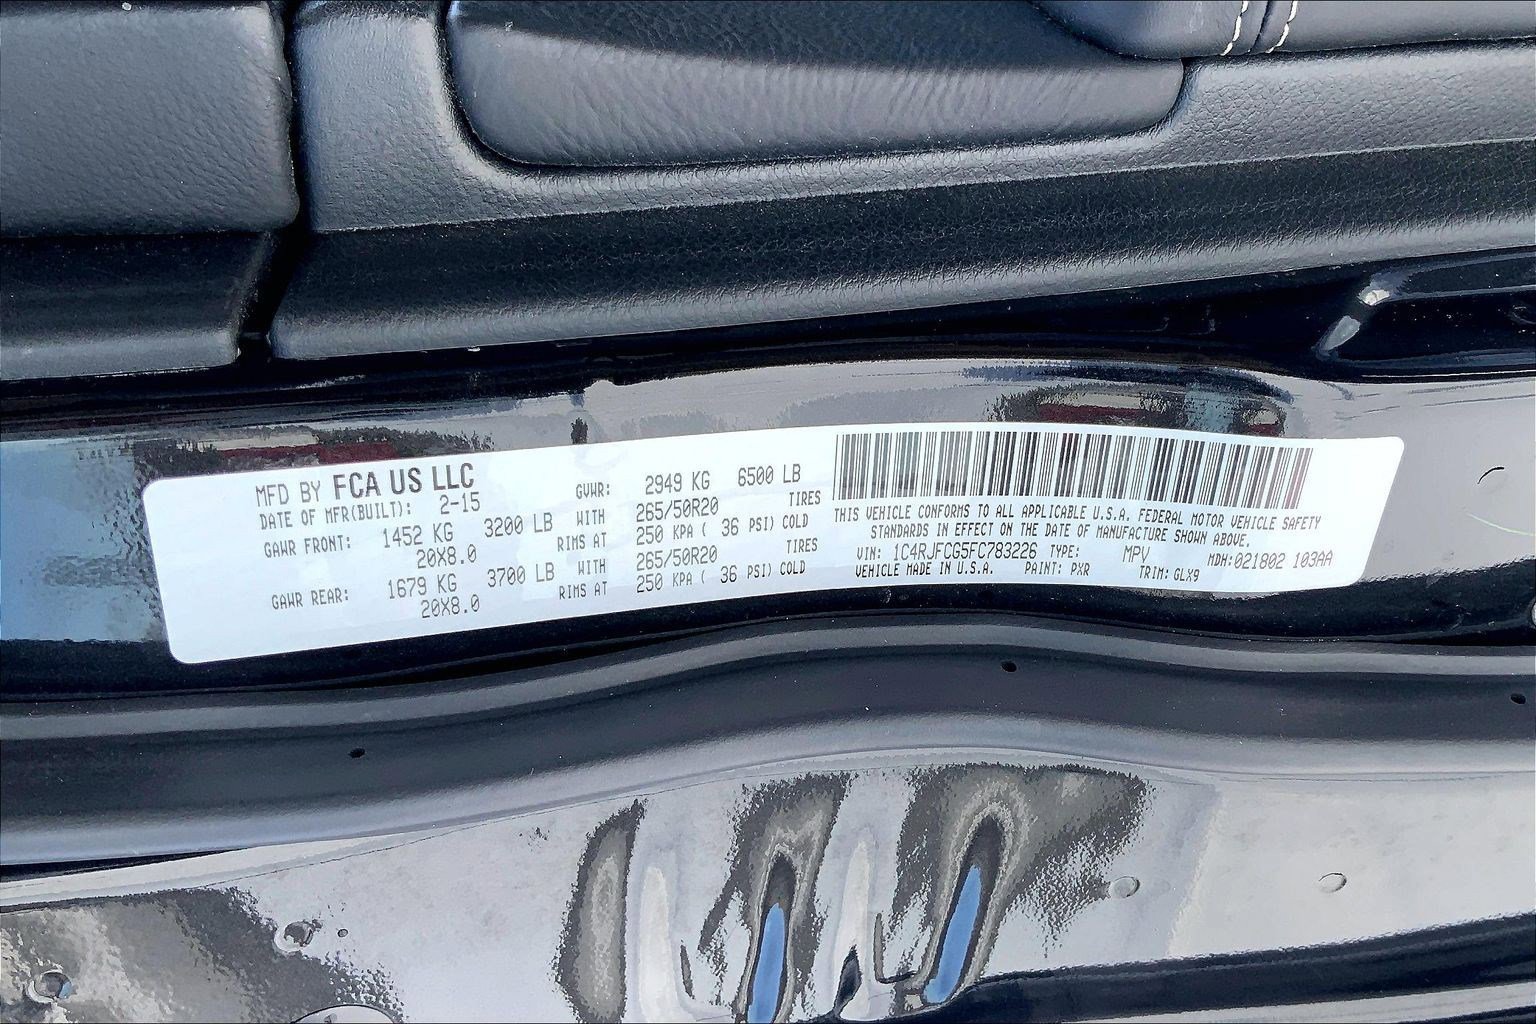 MFD BY FCA US LLC
DATE OF MFR(BUILT): 2-15
GVWR: 2949 KG 6500 LB
GAWR FRONT: 1452 KG 3200 LB WITH 265/50R20 TIRES
20X8.0 RIMS AT 250 KPA ( 36 PSI) COLD
GAWR REAR: 1679 KG 3700 LB WITH 265/50R20 TIRES
20X8.0 RIMS AT 250 KPA ( 36 PSI) COLD
THIS VEHICLE CONFORMS TO ALL APPLICABLE U.S.A. FEDERAL MOTOR VEHICLE SAFETY
STANDARDS IN EFFECT ON THE DATE OF MANUFACTURE SHOWN ABOVE.
VIN: 1C4RJFCG5FC783226 TYPE: MPV MDH:021802 103AA
VEHICLE MADE IN U.S.A. PAINT: PXR TRIM: GLX9